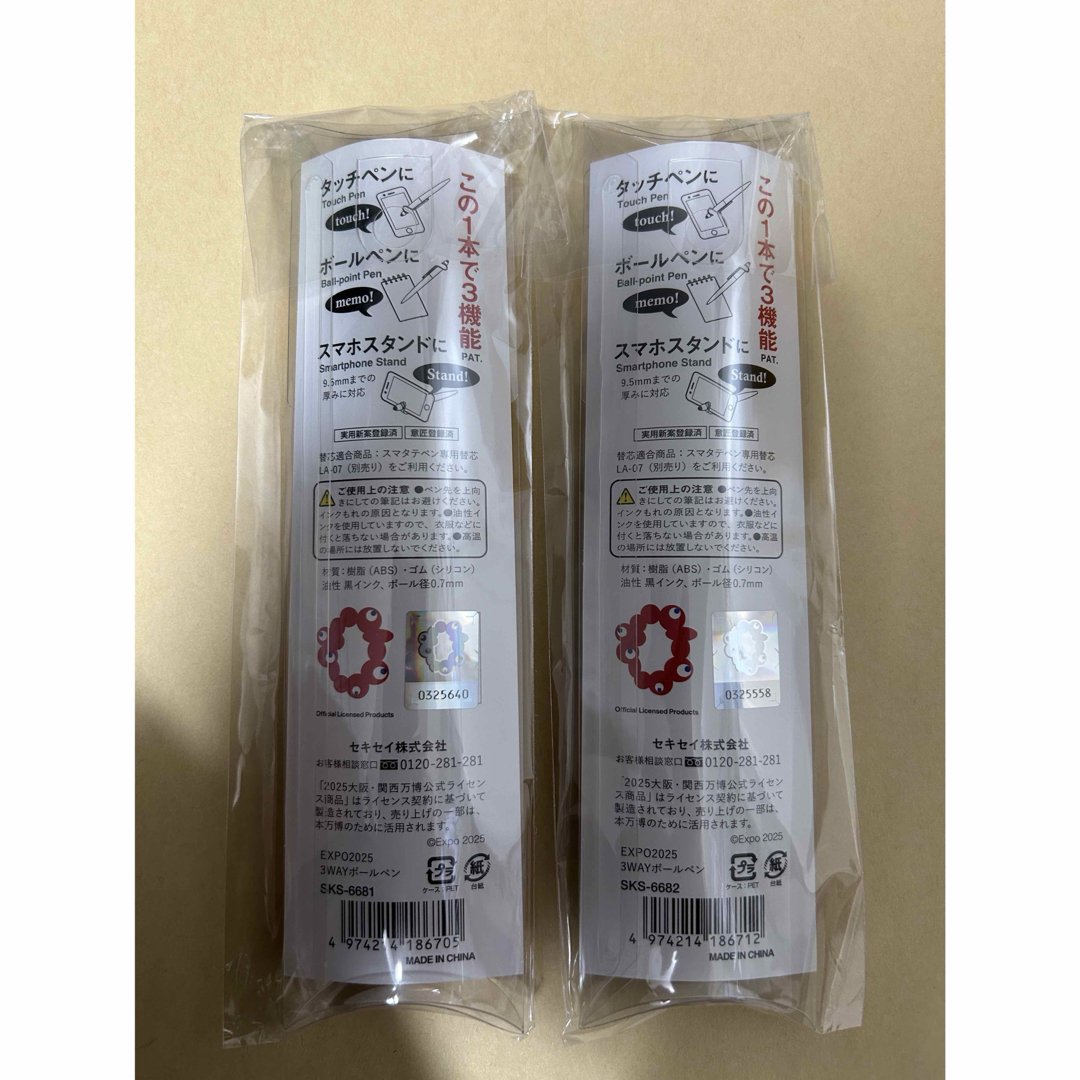 この1本で3機能
PAT.
タッチペンに
Touch Pen
touch!
ボールペンに
Ball-point Pen
memo!
スマホスタンドに
Smartphone Stand
9.5mmまでの
厚みに対応
Stand!
実用新案登録済 意匠登録済
替芯適合商品：スマタテペン専用替芯
LA-07（別売り）をご利用ください。
ご使用上の注意 ●ペン先を上向
きにしての筆記はお避けください。
インクもれの原因となります。●油性イ
ンクを使用していますので、衣服などに
付くと落ちない場合があります。●高温
の場所には放置しないでください。
材質：樹脂（ABS）・ゴム（シリコン）
油性 黒インク、ボール径0.7mm
0325640
Official Licensed Products
セキセイ株式会社
お客様相談窓口 0120-281-281
「2025大阪・関西万博公式ライセン
ス商品」はライセンス契約に基づいて
製造されており、売り上げの一部は、
本万博のために活用されます。
©Expo 2025
EXPO2025
3WAYボールペン
SKS-6681
プラ
ケース：PET
紙
台紙
4 974214 186705
MADE IN CHINA
この1本で3機能
PAT.
タッチペンに
Touch Pen
touch!
ボールペンに
Ball-point Pen
memo!
スマホスタンドに
Smartphone Stand
9.5mmまでの
厚みに対応
Stand!
実用新案登録済 意匠登録済
替芯適合商品：スマタテペン専用替芯
LA-07（別売り）をご利用ください。
ご使用上の注意 ●ペン先を上向
きにしての筆記はお避けください。
インクもれの原因となります。●油性イ
ンクを使用していますので、衣服などに
付くと落ちない場合があります。●高温
の場所には放置しないでください。
材質：樹脂（ABS）・ゴム（シリコン）
油性 黒インク、ボール径0.7mm
0325558
Official Licensed Products
セキセイ株式会社
お客様相談窓口 0120-281-281
「2025大阪・関西万博公式ライセン
ス商品」はライセンス契約に基づいて
製造されており、売り上げの一部は、
本万博のために活用されます。
©Expo 2025
EXPO2025
3WAYボールペン
SKS-6682
プラ
ケース：PET
紙
台紙
4 974214 186712
MADE IN CHINA